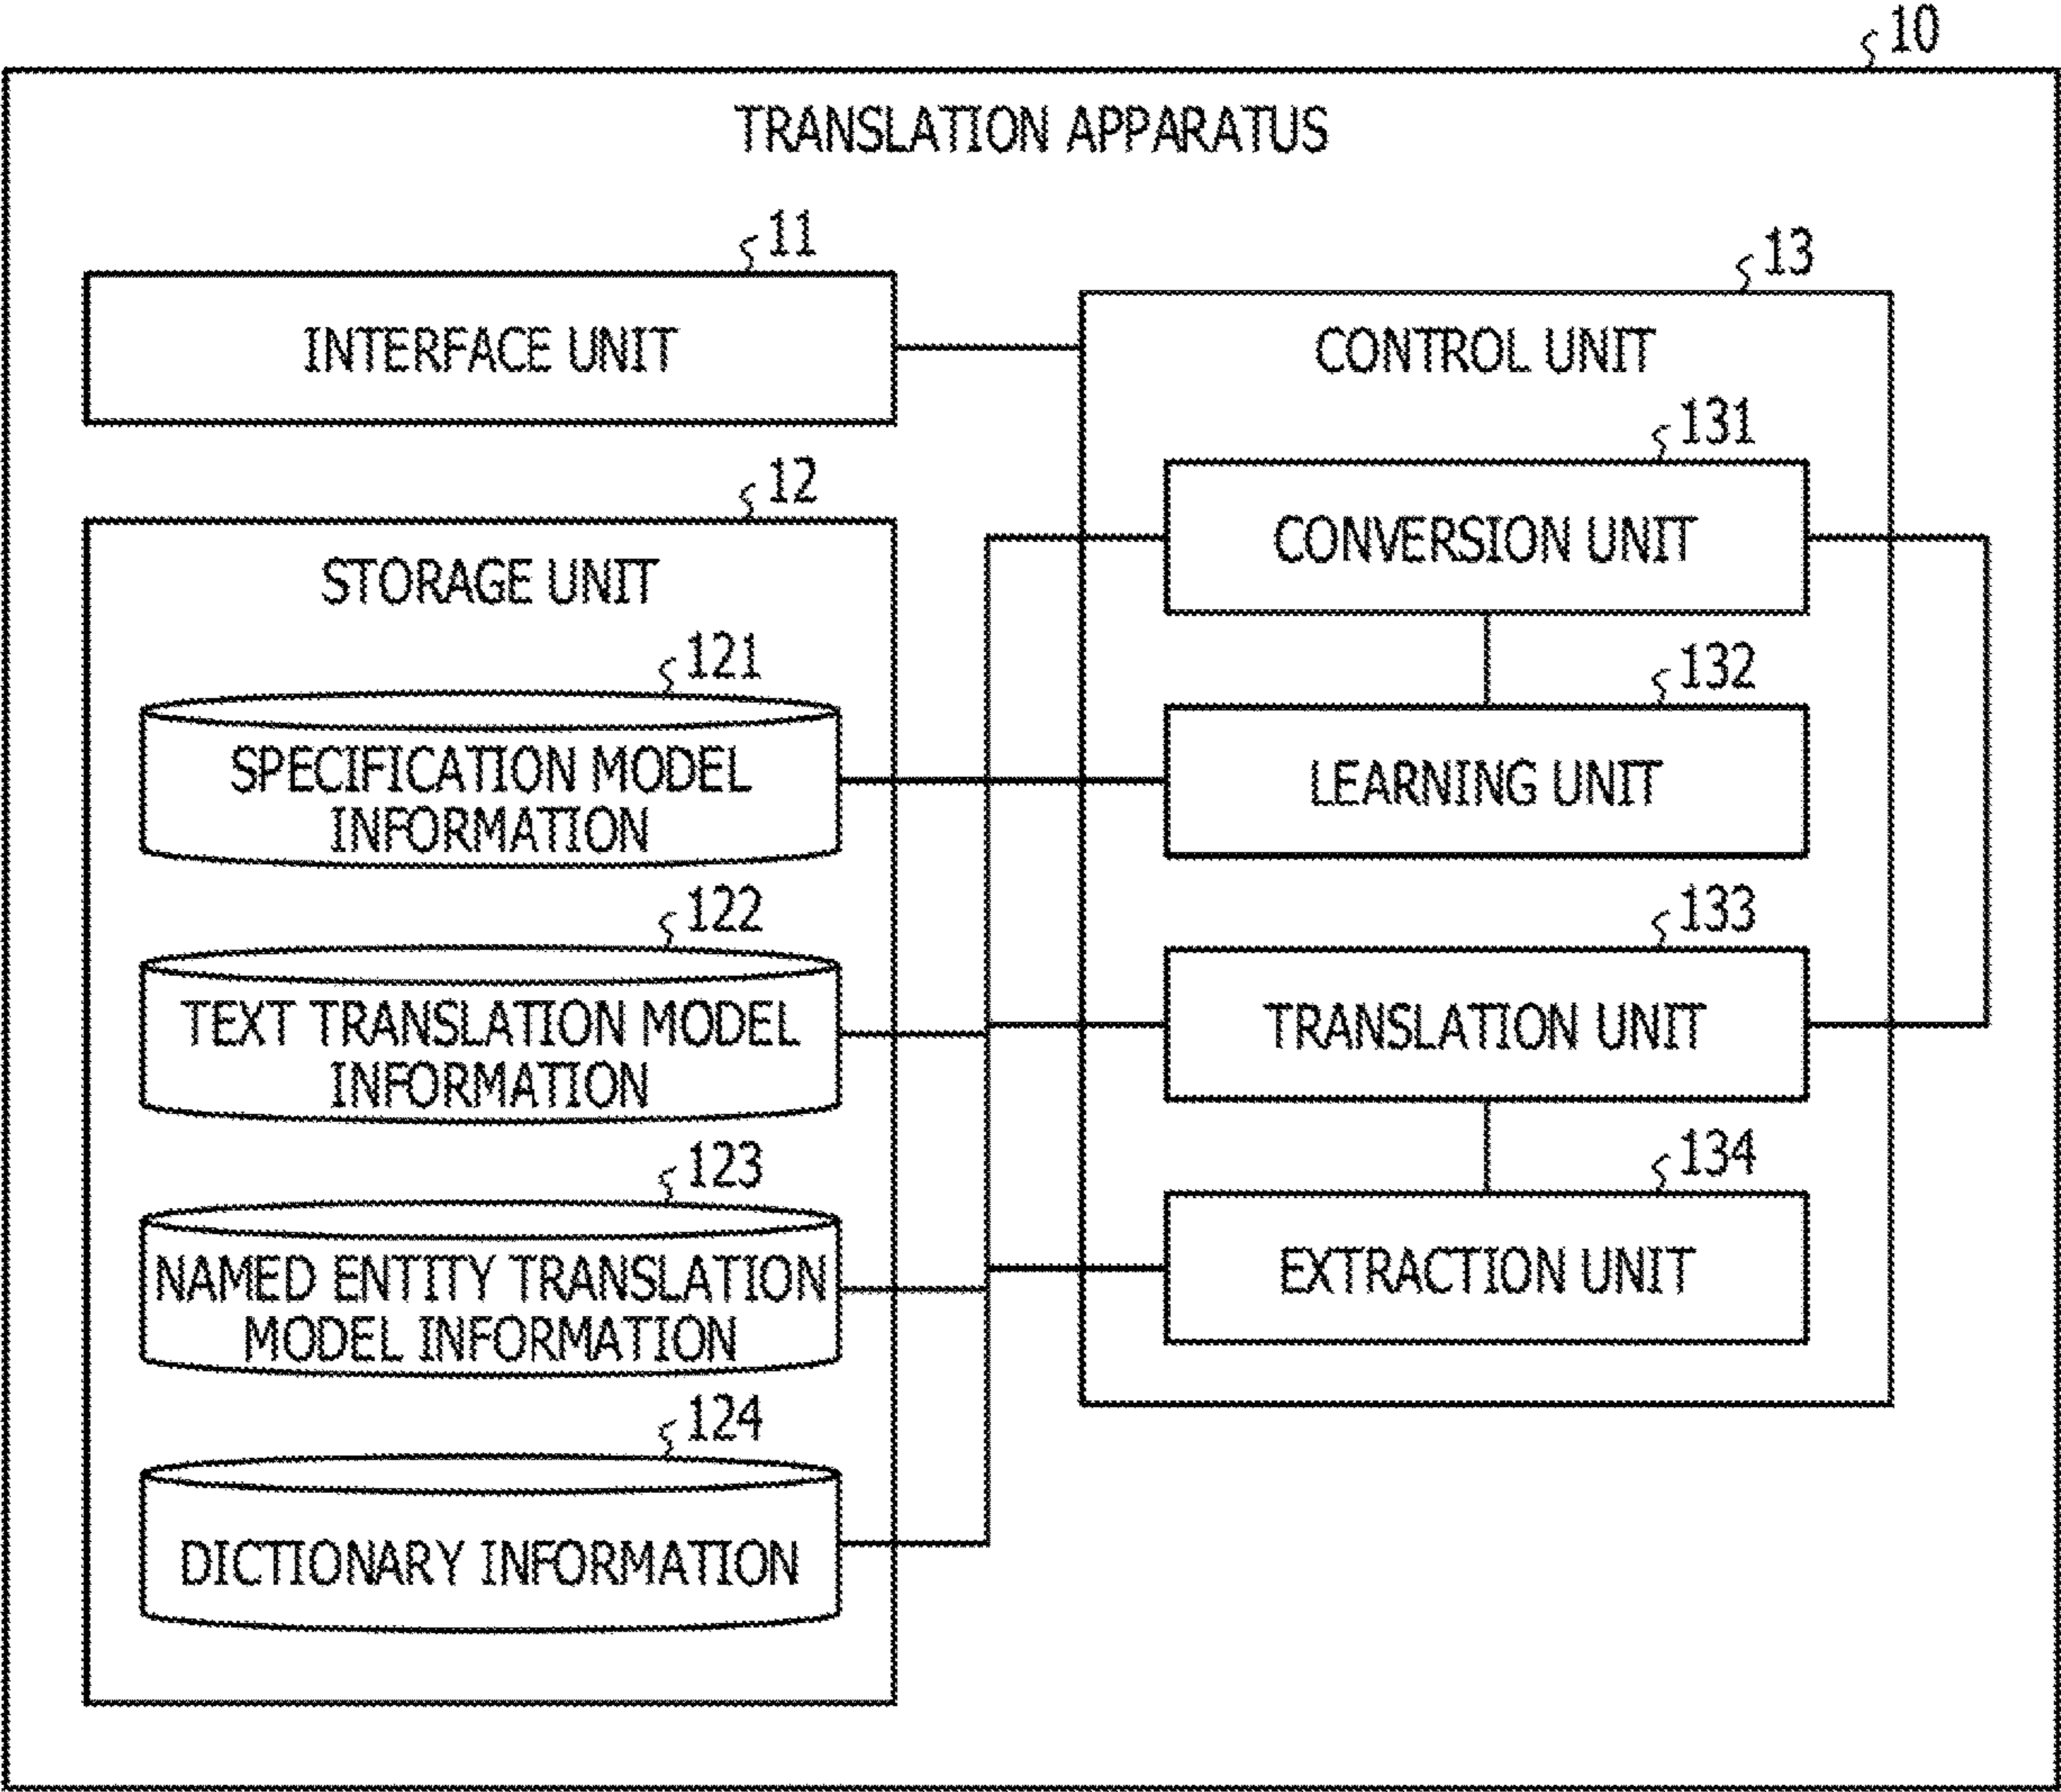 10
TRANSLATION APPARATUS
11
INTERFACE UNIT
12
STORAGE UNIT
121
SPECIFICATION MODEL
INFORMATION
122
TEXT TRANSLATION MODEL
INFORMATION
123
NAMED ENTITY TRANSLATION
MODEL INFORMATION
124
DICTIONARY INFORMATION
13
CONTROL UNIT
131
CONVERSION UNIT
132
LEARNING UNIT
133
TRANSLATION UNIT
134
EXTRACTION UNIT